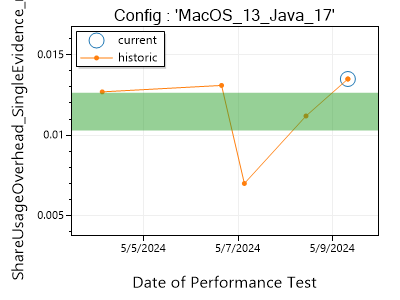 Config : 'MacOS_13_Java_17'
current
historic
0.015
0.01
0.005
ShareUsageOverhead_SingleEvidence_
5/5/2024
5/7/2024
5/9/2024
Date of Performance Test